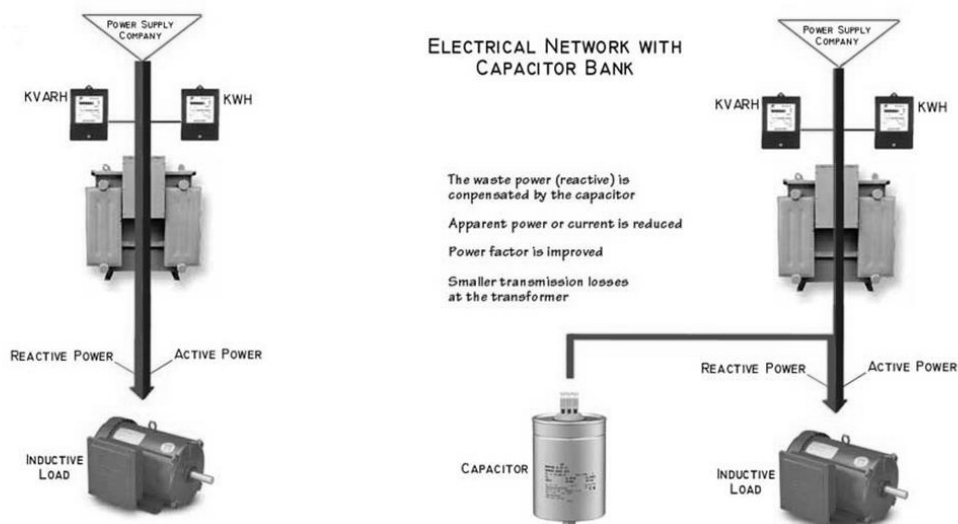 POWER SUPPLY
COMPANY
KVARH
KWH
REACTIVE POWER
ACTIVE POWER
INDUCTIVE
LOAD
ELECTRICAL NETWORK WITH
CAPACITOR BANK
The waste power (reactive) is
conpensated by the capacitor
Apparent power or current is reduced
Power factor is improved
Smaller transmission losses
at the transformer
POWER SUPPLY
COMPANY
KVARH
KWH
REACTIVE POWER
ACTIVE POWER
CAPACITOR
INDUCTIVE
LOAD